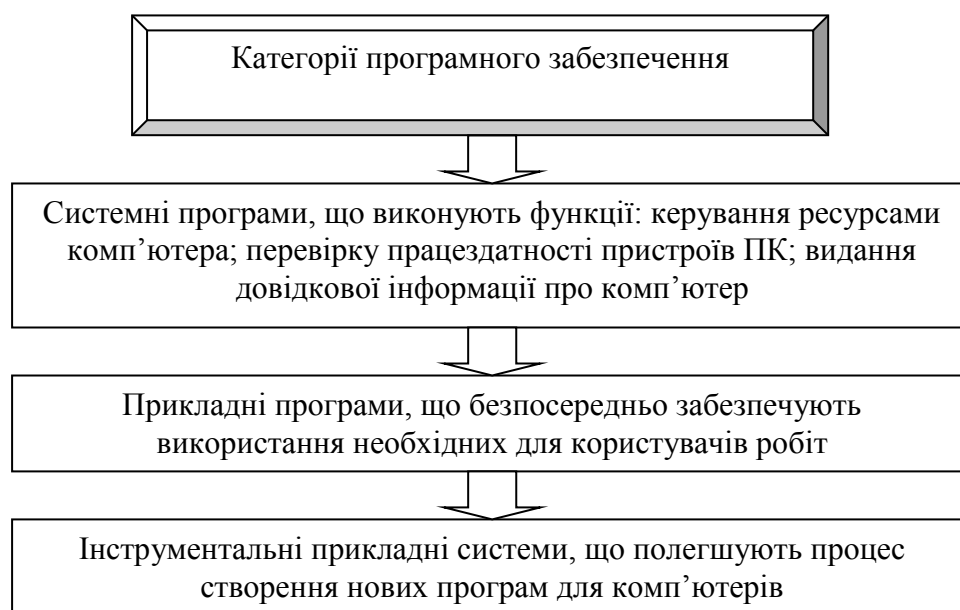 Категорії програмного забезпечення
Системні програми, що виконують функції: керування ресурсами
комп’ютера; перевірку працездатності пристроїв ПК; видання
довідкової інформації про комп’ютер
Прикладні програми, що безпосередньо забезпечують
використання необхідних для користувачів робіт
Інструментальні прикладні системи, що полегшують процес
створення нових програм для комп’ютерів